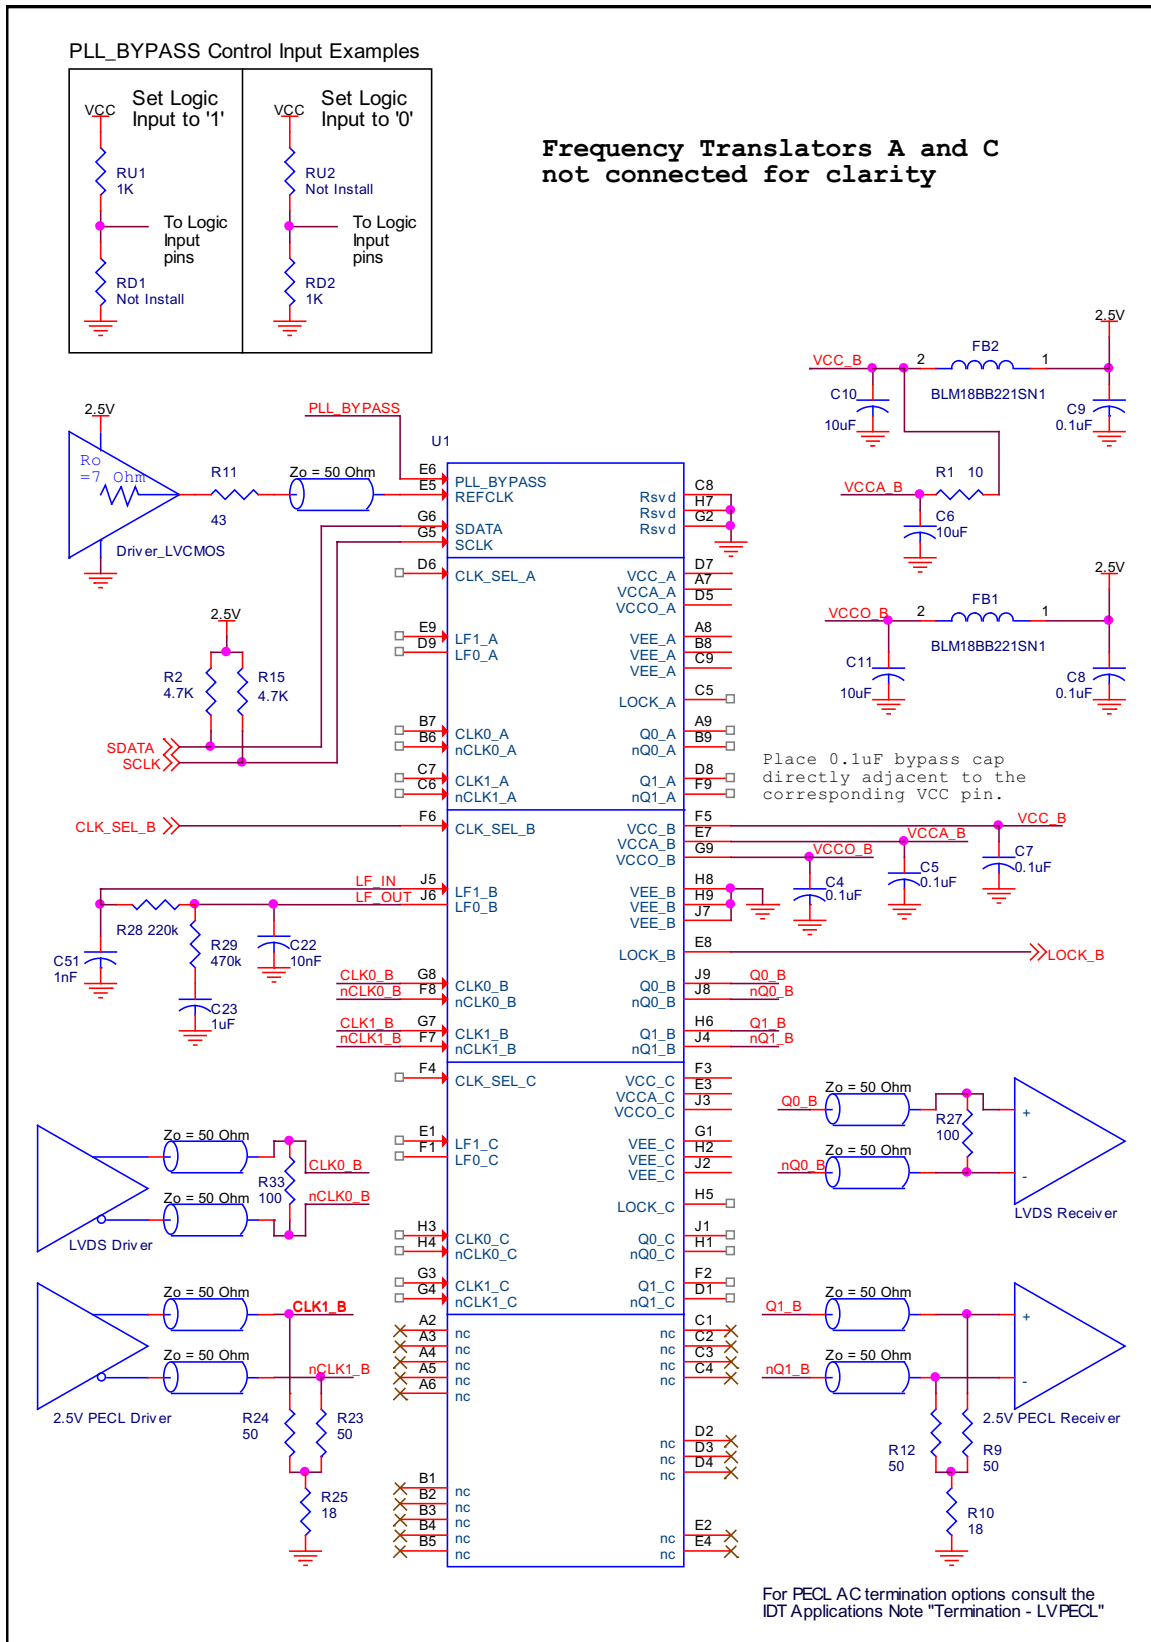 PLL_BYPASS Control Input Examples
VCC
Set Logic
Input to '1'
RU1
1K
To Logic
Input
pins
RD1
Not Install
VCC
Set Logic
Input to '0'
RU2
Not Install
To Logic
Input
pins
RD2
1K
Frequency Translators A and C
not connected for clarity
2.5V
FB2
VCC_B
2
1
BLM18BB221SN1
C10
10uF
C9
0.1uF
R1 10
VCCA_B
C6
10uF
2.5V
FB1
VCCO_B
2
1
BLM18BB221SN1
C11
10uF
C8
0.1uF
2.5V
Ro
=7 Ohm
Driver_LVCMOS
R11
43
Zo = 50 Ohm
PLL_BYPASS
U1
E6
PLL_BYPASS
E5
REFCLK
G6
SDATA
G5
SCLK
C8
Rsvd
H7
Rsvd
G2
Rsvd
D6
CLK_SEL_A
D7
VCC_A
A7
VCCA_A
D5
VCCO_A
E9
LF1_A
D9
LF0_A
A8
VEE_A
B8
VEE_A
C9
VEE_A
C5
LOCK_A
2.5V
R2
4.7K
R15
4.7K
SDATA
SCLK
B7
CLK0_A
B6
nCLK0_A
C7
CLK1_A
C6
nCLK1_A
A9
Q0_A
B9
nQ0_A
D8
Q1_A
F9
nQ1_A
Place 0.1uF bypass cap
directly adjacent to the
corresponding VCC pin.
CLK_SEL_B
F6
CLK_SEL_B
F5
VCC_B
VCC_B
E7
VCCA_B
VCCA_B
G9
VCCO_B
VCCO_B
C7
0.1uF
C5
0.1uF
C4
0.1uF
LF_IN
J5
LF1_B
LF_OUT
J6
LF0_B
R28 220k
C51
1nF
R29
470k
C22
10nF
C23
1uF
H8
VEE_B
H9
VEE_B
J7
VEE_B
E8
LOCK_B
LOCK_B
CLK0_B
G8
CLK0_B
nCLK0_B
F8
nCLK0_B
CLK1_B
G7
CLK1_B
nCLK1_B
F7
nCLK1_B
J9
Q0_B
Q0_B
J8
nQ0_B
nQ0_B
H6
Q1_B
Q1_B
J4
nQ1_B
nQ1_B
F4
CLK_SEL_C
F3
VCC_C
E3
VCCA_C
J3
VCCO_C
E1
LF1_C
F1
LF0_C
G1
VEE_C
H2
VEE_C
J2
VEE_C
H5
LOCK_C
H3
CLK0_C
H4
nCLK0_C
G3
CLK1_C
G4
nCLK1_C
J1
Q0_C
H1
nQ0_C
F2
Q1_C
D1
nQ1_C
Zo = 50 Ohm
Zo = 50 Ohm
R33
100
CLK0_B
nCLK0_B
LVDS Driver
Q0_B
Zo = 50 Ohm
nQ0_B
Zo = 50 Ohm
R27
100
+
-
LVDS Receiver
Zo = 50 Ohm
Zo = 50 Ohm
CLK1_B
nCLK1_B
2.5V PECL Driver
R24
50
R23
50
R25
18
Q1_B
Zo = 50 Ohm
nQ1_B
Zo = 50 Ohm
+
-
2.5V PECL Receiver
R12
50
R9
50
R10
18
A2
nc
A3
nc
A4
nc
A5
nc
A6
nc
C1
nc
C2
nc
C3
nc
C4
nc
D2
nc
D3
nc
D4
nc
B1
nc
B2
nc
B3
nc
B4
nc
B5
nc
E2
nc
E4
nc
For PECL AC termination options consult the
IDT Applications Note "Termination - LVPECL"